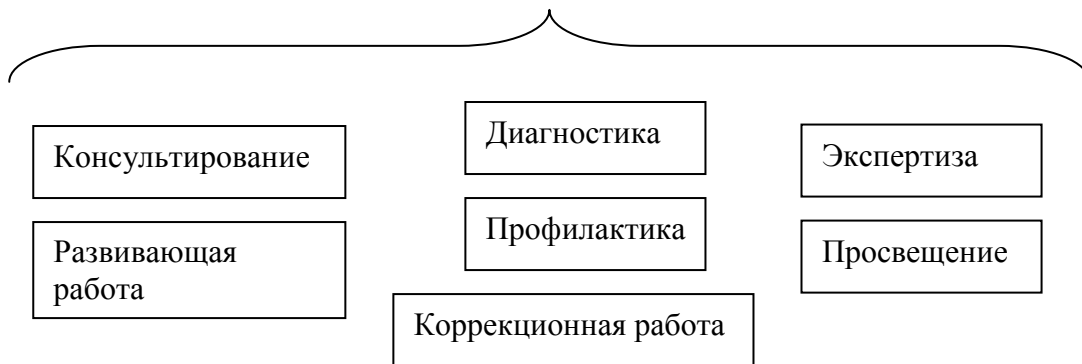 Консультирование
Диагностика
Экспертиза
Развивающая
работа
Профилактика
Просвещение
Коррекционная работа